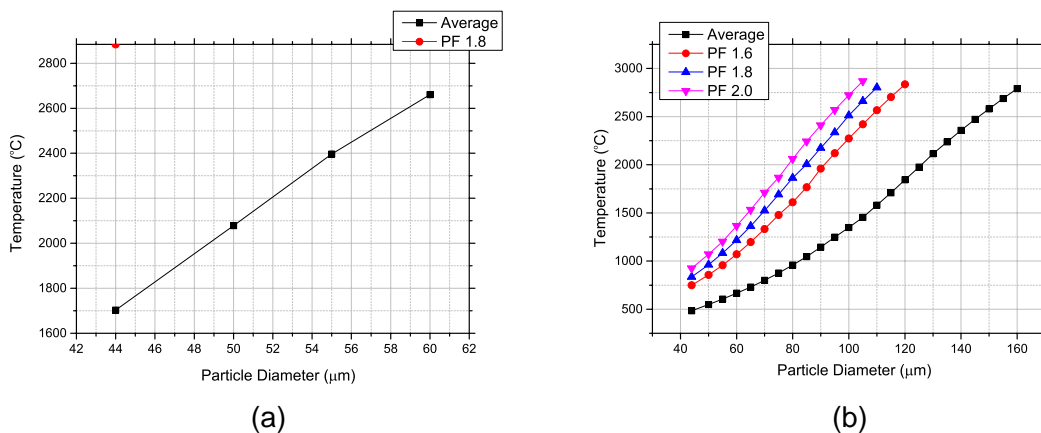 Average
PF 1.8
2800
2600
2400
2200
2000
1800
1600
Temperature (°C)
42 44 46 48 50 52 54 56 58 60 62
Particle Diameter (μm)
(a)
Average
PF 1.6
PF 1.8
PF 2.0
3000
2500
2000
1500
1000
500
Temperature (°C)
40 60 80 100 120 140 160
Particle Diameter (μm)
(b)